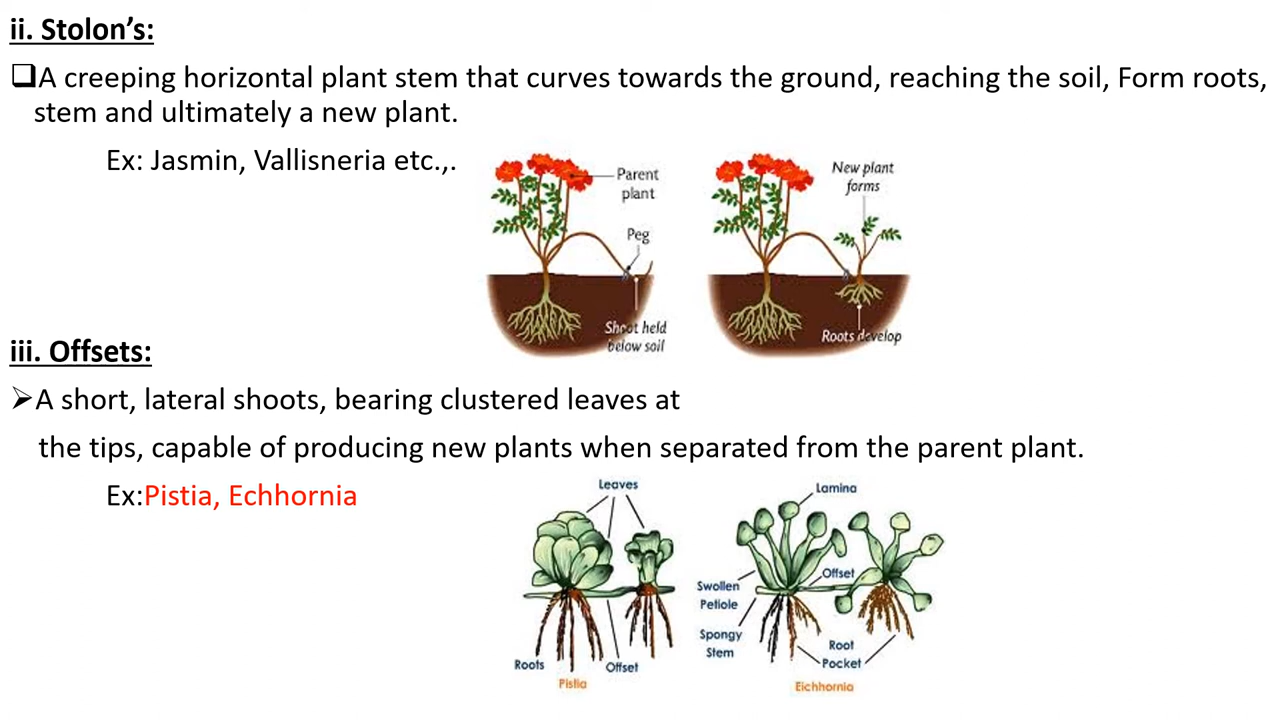 ii. Stolon’s:
❑A creeping horizontal plant stem that curves towards the ground, reaching the soil, Form roots,
stem and ultimately a new plant.
Ex: Jasmin, Vallisneria etc.,.
Parent
plant
Peg
Shoot held
below soil
New plant
forms
Roots develop
iii. Offsets:
➢A short, lateral shoots, bearing clustered leaves at
the tips, capable of producing new plants when separated from the parent plant.
Ex:Pistia, Echhornia
Leaves
Roots
Offset
Pistia
Lamina
Offset
Swollen
Petiole
Spongy
Stem
Root
Pocket
Eichhornia